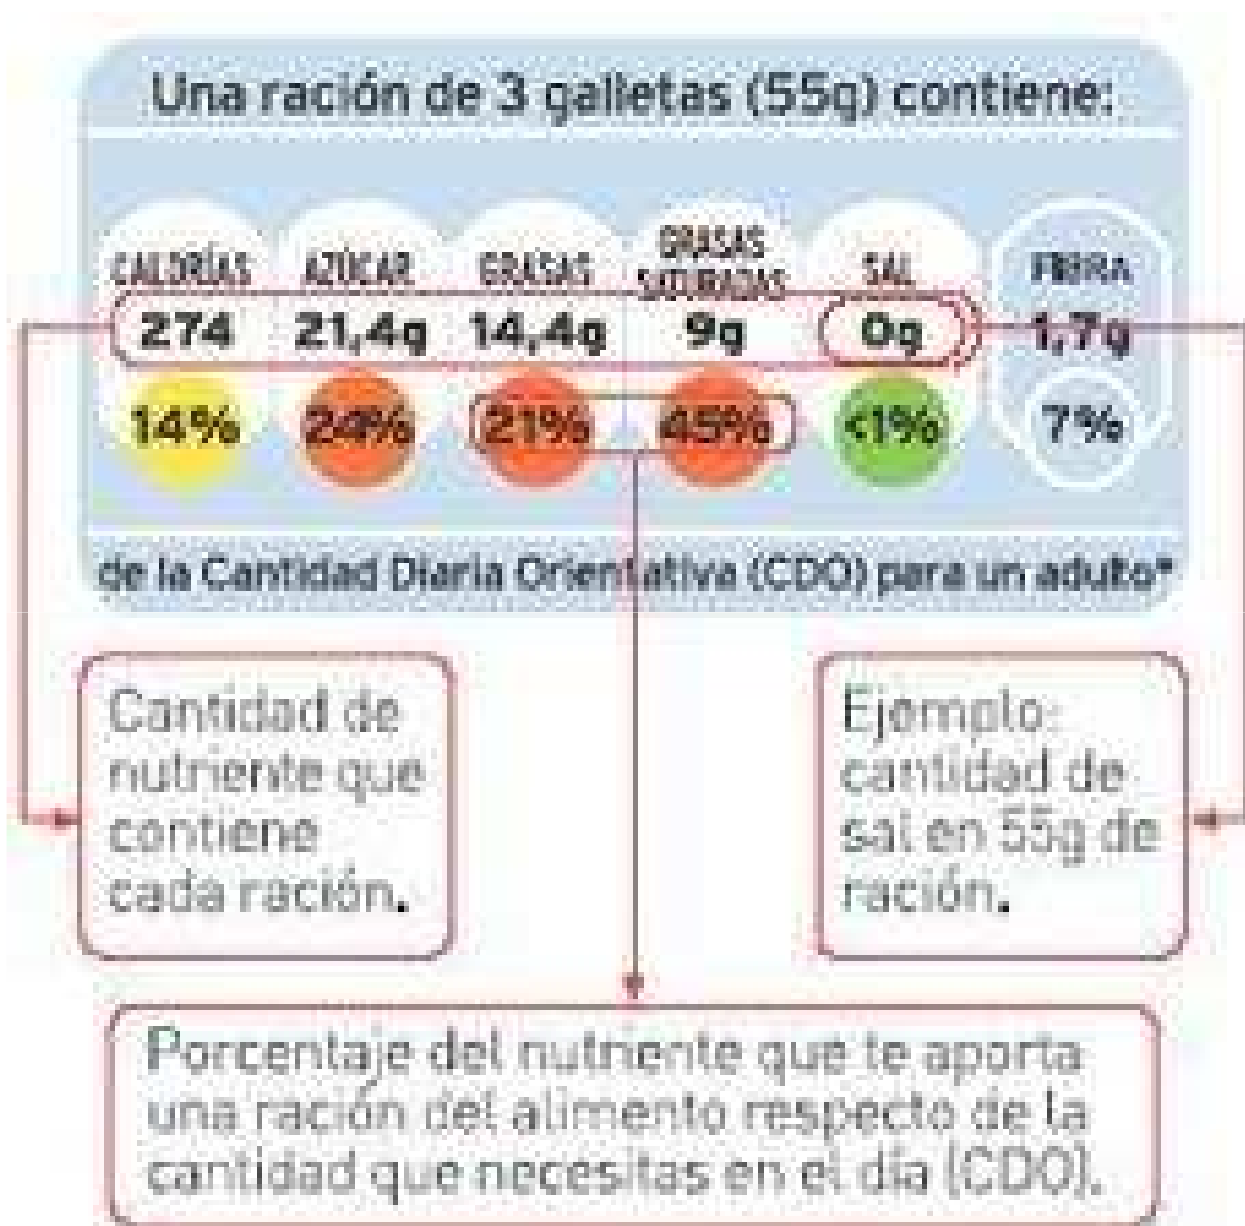 Una ración de 3 galletas (55g) contiene:
CALORÍAS AZÚCAR GRASAS GRASAS SATURADAS SAL FIBRA
274 21,4g 14,4g 9g 0g 1,7g
14% 24% 21% 45% <1% 7%
de la Cantidad Diaria Orientativa (CDO) para un adulto*
Cantidad de
nutriente que
contiene
cada ración.
Ejemplo:
cantidad de
sal en 55g de
ración.
Porcentaje del nutriente que te aporta
una ración del alimento respecto de la
cantidad que necesitas en el día (CDO).